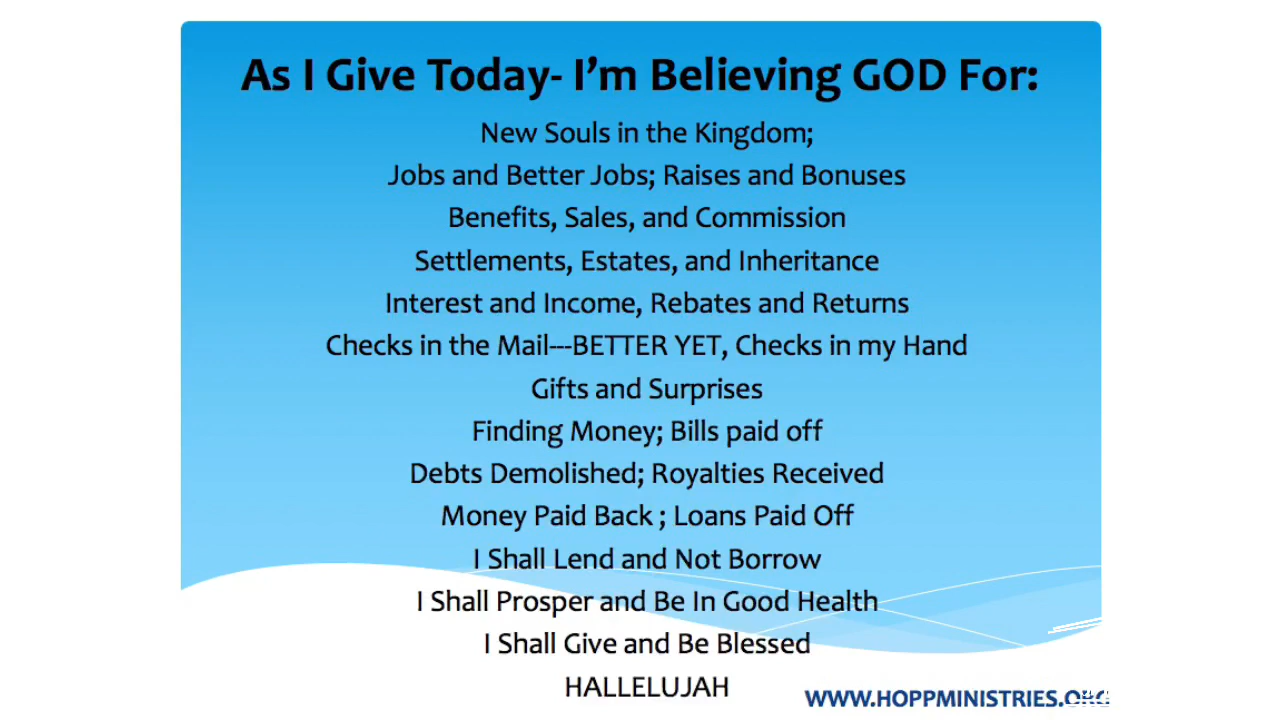 As I Give Today- I’m Believing GOD For:
New Souls in the Kingdom;
Jobs and Better Jobs; Raises and Bonuses
Benefits, Sales, and Commission
Settlements, Estates, and Inheritance
Interest and Income, Rebates and Returns
Checks in the Mail---BETTER YET, Checks in my Hand
Gifts and Surprises
Finding Money; Bills paid off
Debts Demolished; Royalties Received
Money Paid Back ; Loans Paid Off
I Shall Lend and Not Borrow
I Shall Prosper and Be In Good Health
I Shall Give and Be Blessed
HALLELUJAH
WWW.HOPPMINISTRIES.ORG